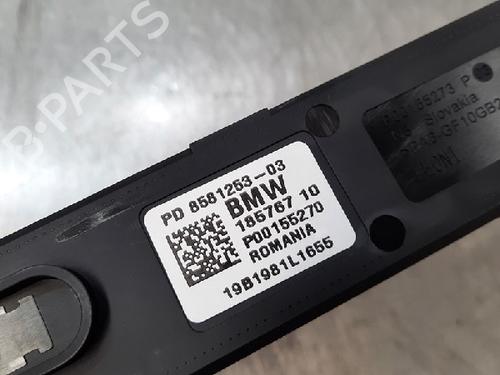 B-PARTS
PD 8581253-03
BMW
185767 10
P00155270
ROMANIA
19B1981L1655
Slovakia